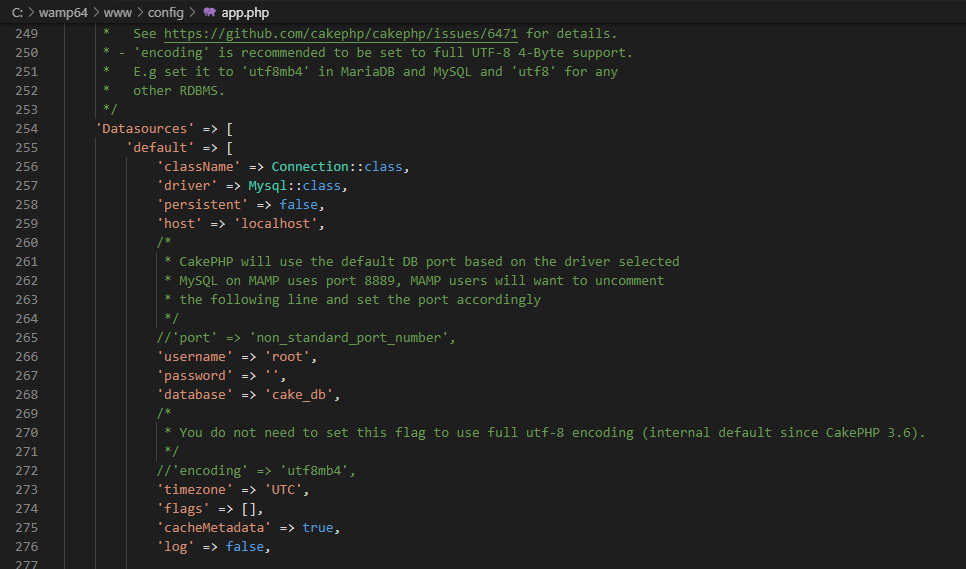 C: > wamp64 > www > config > app.php
249 *   See https://github.com/cakephp/cakephp/issues/6471 for details.
250 * - 'encoding' is recommended to be set to full UTF-8 4-Byte support.
251 *   E.g set it to 'utf8mb4' in MariaDB and MySQL and 'utf8' for any
252 *   other RDBMS.
253 */
254 'Datasources' => [
255 'default' => [
256 'className' => Connection::class,
257 'driver' => Mysql::class,
258 'persistent' => false,
259 'host' => 'localhost',
260 /*
261 * CakePHP will use the default DB port based on the driver selected
262 * MySQL on MAMP uses port 8889, MAMP users will want to uncomment
263 * the following line and set the port accordingly
264 */
265 //'port' => 'non_standard_port_number',
266 'username' => 'root',
267 'password' => '',
268 'database' => 'cake_db',
269 /*
270 * You do not need to set this flag to use full utf-8 encoding (internal default since CakePHP 3.6).
271 */
272 //'encoding' => 'utf8mb4',
273 'timezone' => 'UTC',
274 'flags' => [],
275 'cacheMetadata' => true,
276 'log' => false,
277